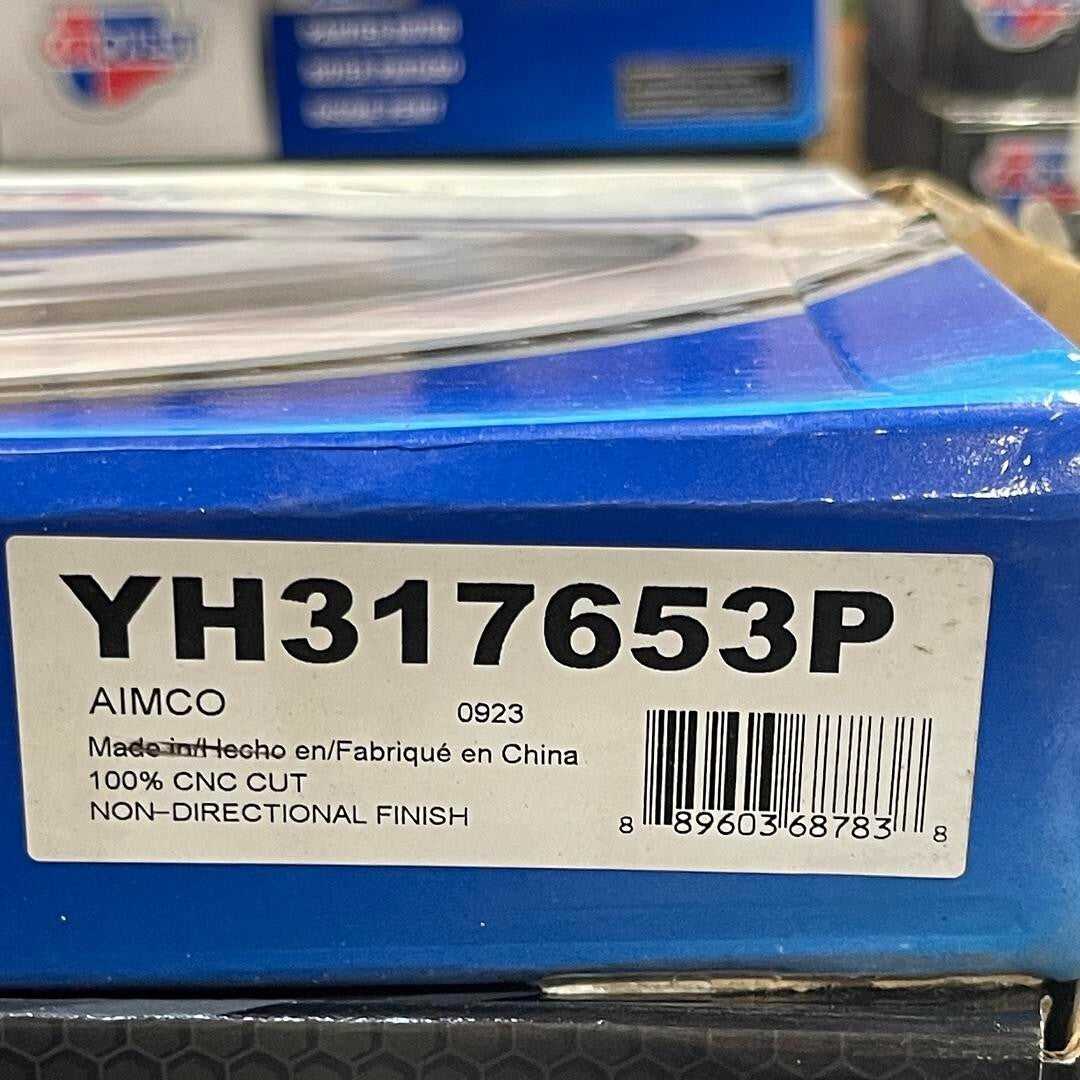 YH317653P
AIMCO 0923
Made in/Hecho en/Fabriqué en China
100% CNC CUT
NON-DIRECTIONAL FINISH
8 89603 68783 8